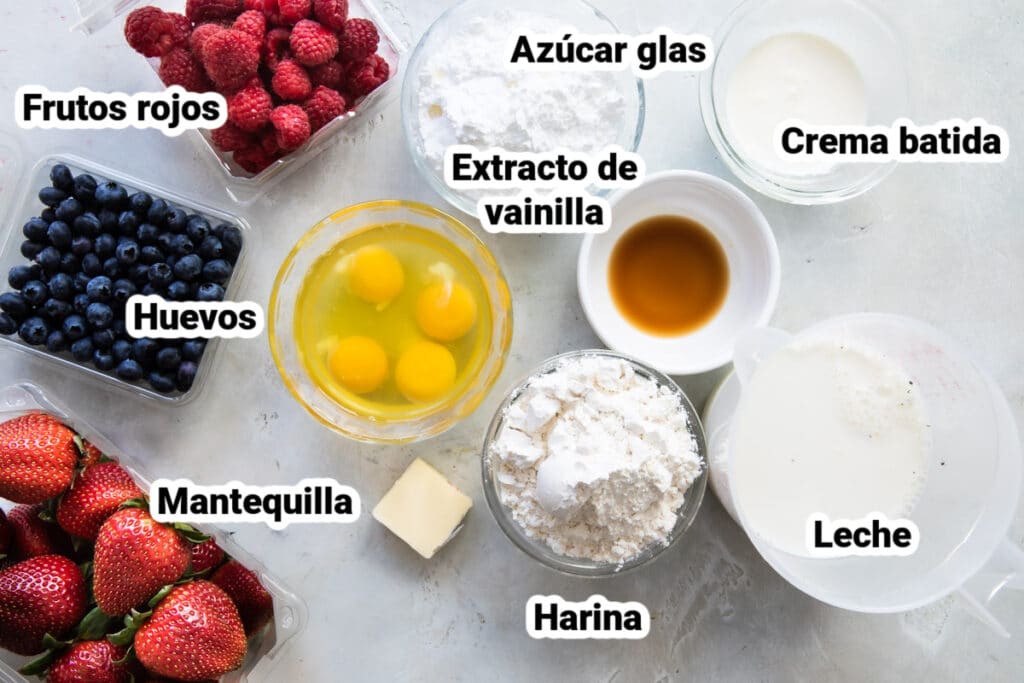 Azúcar glas
Frutos rojos
Crema batida
Extracto de
vainilla
Huevos
Mantequilla
Leche
Harina